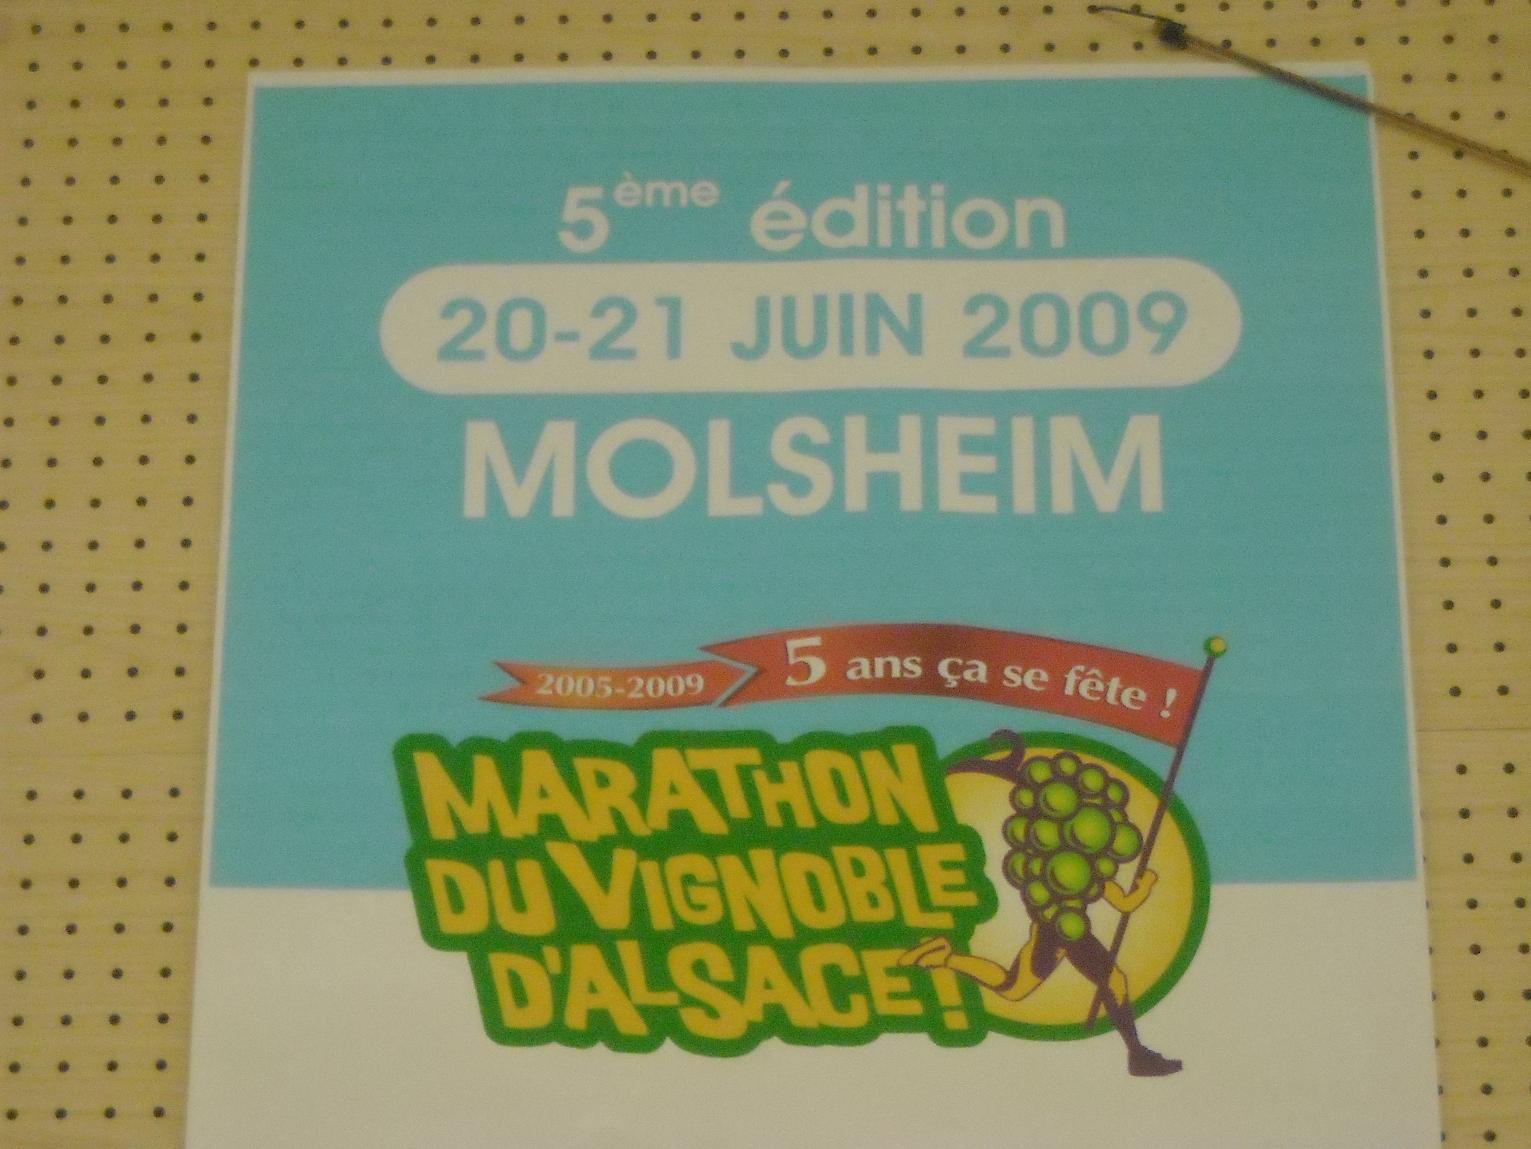 5ème édition
20-21 JUIN 2009
MOLSHEIM
2005-2009 5 ans ça se fête !
MARATHON
DU VIGNOBLE
D'ALSACE !